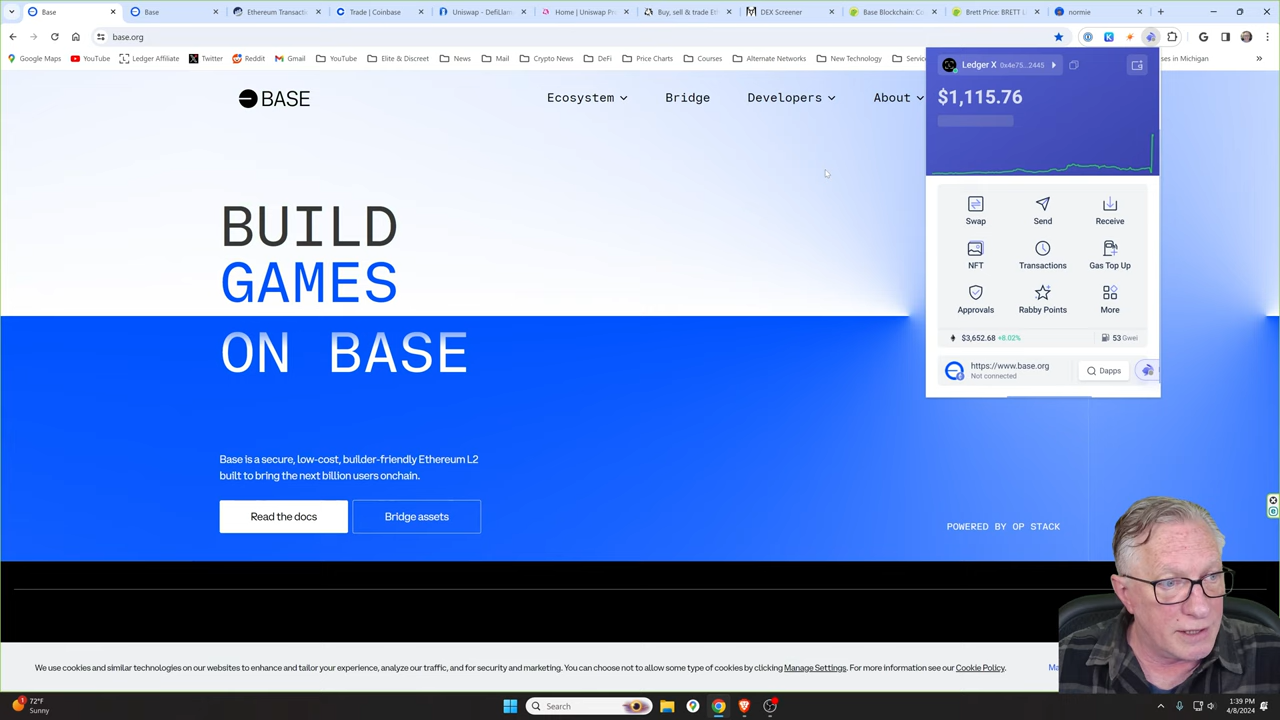 Base
Base
Ethereum Transacti
Trade | Coinbase
Uniswap - DefiLlam
Home | Uniswap Pr
Buy, sell & trade Et
DEX Screener
Base Blockchain: Co
Brett Price: BRETT L
normie
base.org
Google Maps
YouTube
Ledger Affiliate
Twitter
Reddit
Gmail
YouTube
Elite & Discreet
News
Mail
Crypto News
DeFi
Price Charts
Courses
Alternate Networks
New Technology
Servic
es in Michigan
BASE
Ecosystem
Bridge
Developers
About
BUILD
GAMES
ON BASE
Base is a secure, low-cost, builder-friendly Ethereum L2
built to bring the next billion users onchain.
Read the docs
Bridge assets
POWERED BY OP STACK
Ledger X 0x4e75...2445
$1,115.76
Swap
Send
Receive
NFT
Transactions
Gas Top Up
Approvals
Rabby Points
More
$3,652.68 +8.02%
53 Gwei
https://www.base.org
Not connected
Dapps
We use cookies and similar technologies on our websites to enhance and tailor your experience, analyze our traffic, and for security and marketing. You can choose not to allow some type of cookies by clicking Manage Settings. For more information see our Cookie Policy.
Ma
1
72°F
Sunny
Search
1:39 PM
4/8/2024